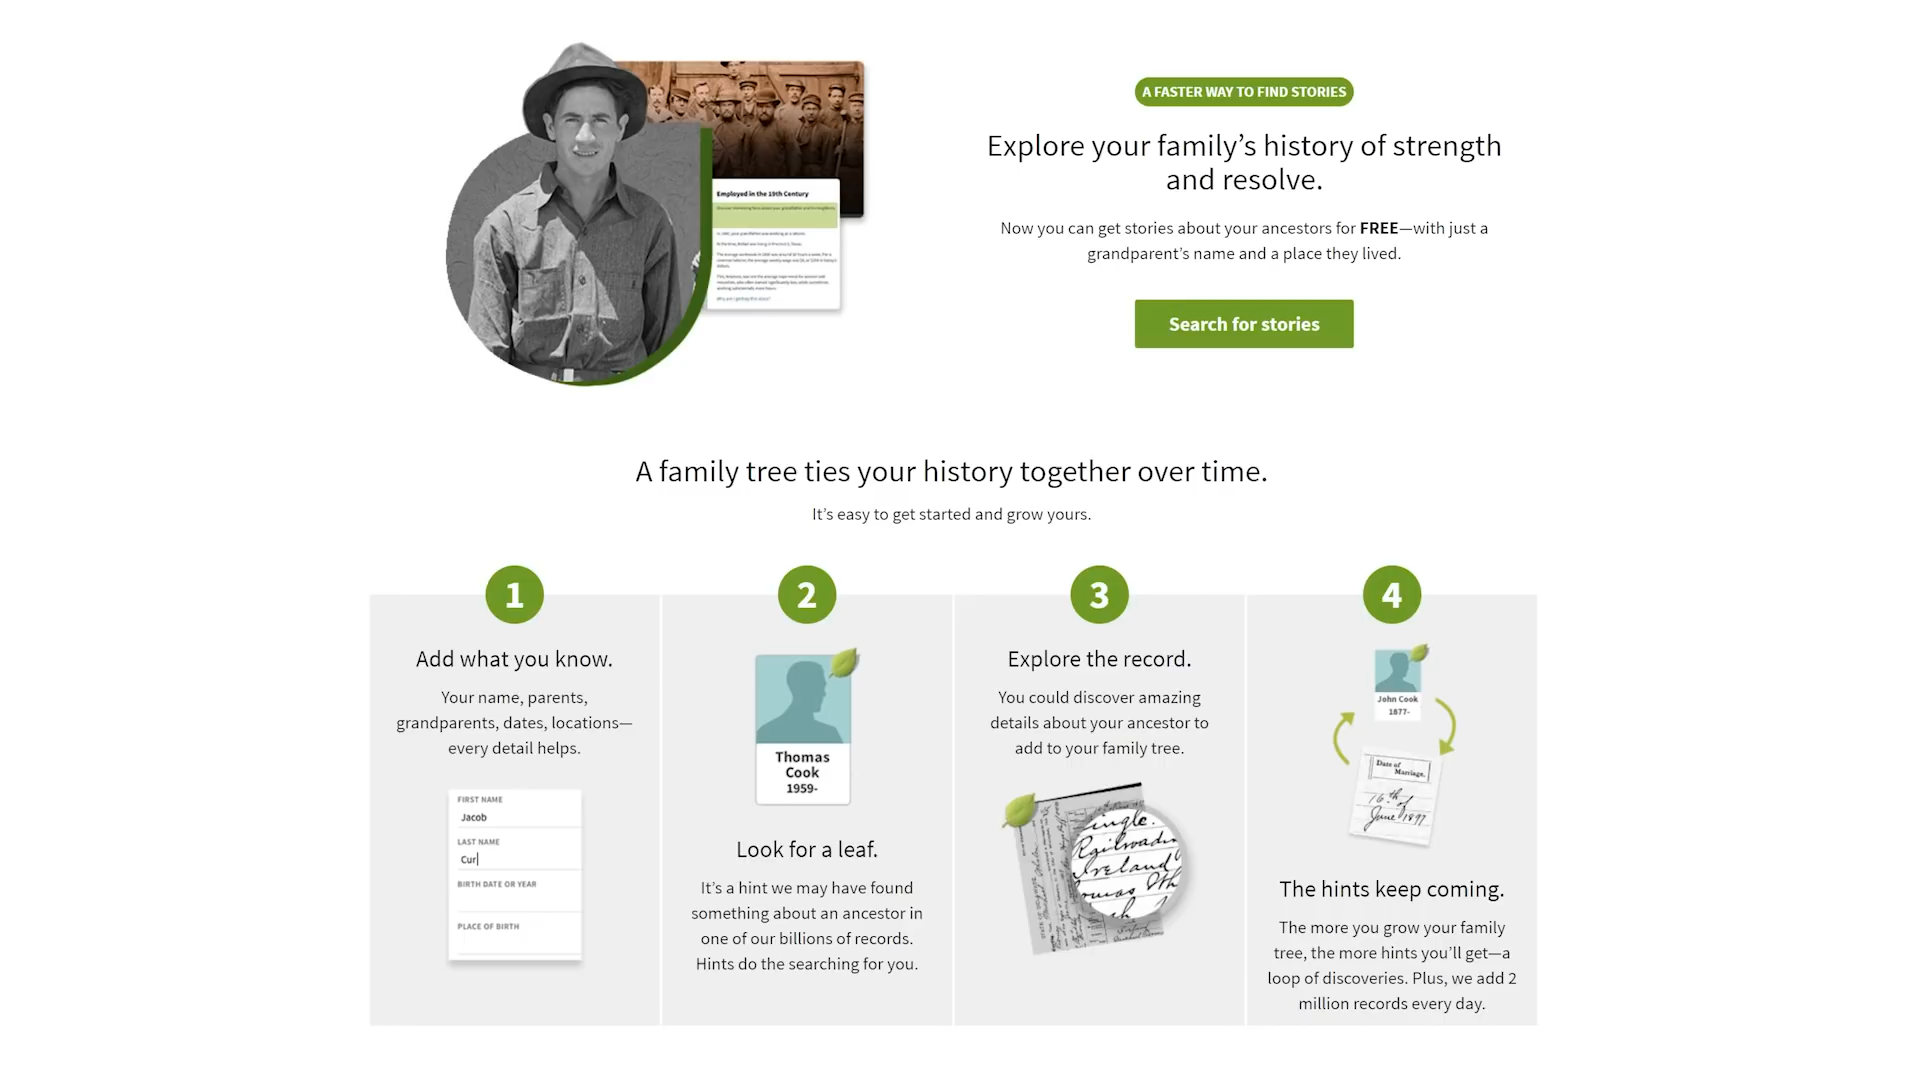 A FASTER WAY TO FIND STORIES
Explore your family’s history of strength
and resolve.
Now you can get stories about your ancestors for FREE—with just a
grandparent’s name and a place they lived.
Search for stories
Employed in the 19th Century
A family tree ties your history together over time.
It’s easy to get started and grow yours.
1
Add what you know.
Your name, parents,
grandparents, dates, locations—
every detail helps.
FIRST NAME
Jacob
LAST NAME
Cur
BIRTH DATE OR YEAR
PLACE OF BIRTH
2
Thomas
Cook
1959-
Look for a leaf.
It’s a hint we may have found
something about an ancestor in
one of our billions of records.
Hints do the searching for you.
3
Explore the record.
You could discover amazing
details about your ancestor to
add to your family tree.
ingle.
Railroadin
Ireland
4
John Cook
1877-
Date of
Marriage.
16th of
June 1897
The hints keep coming.
The more you grow your family
tree, the more hints you’ll get—a
loop of discoveries. Plus, we add 2
million records every day.